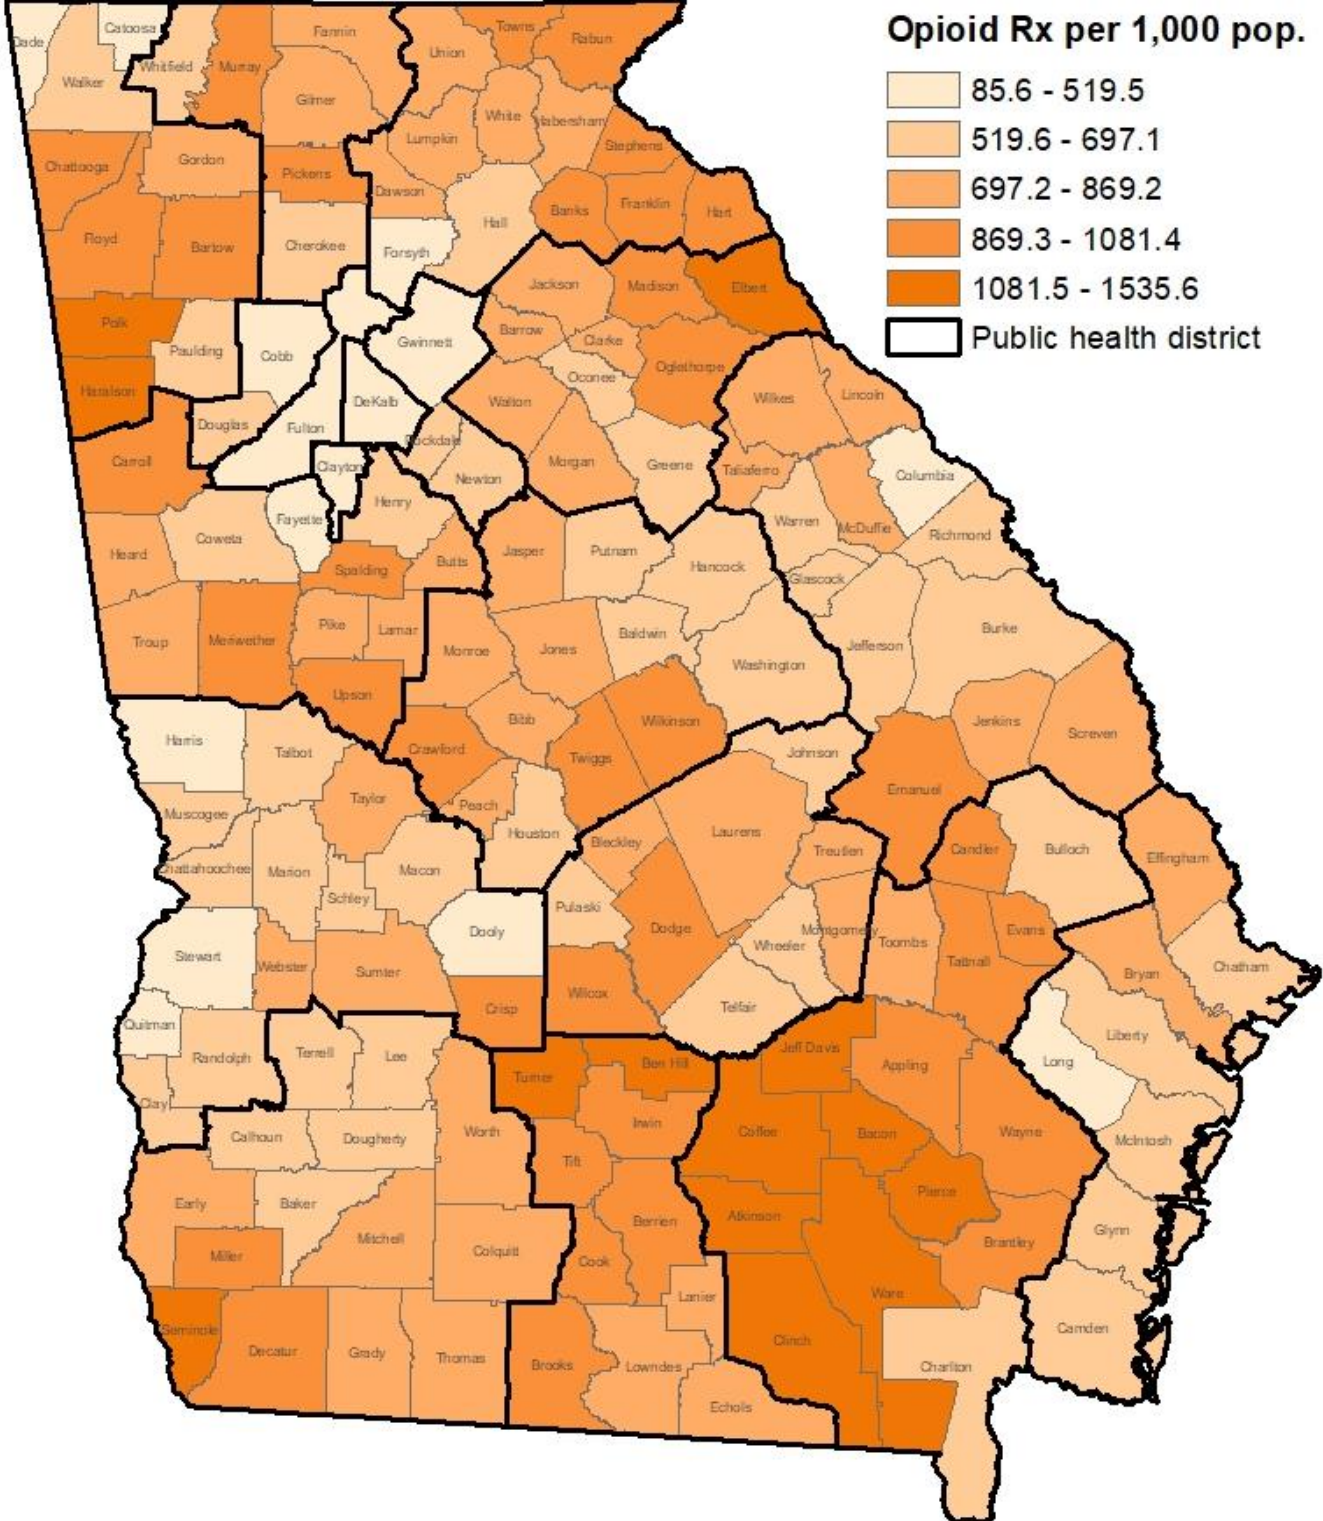 Opioid Rx per 1,000 pop.
85.6 - 519.5
519.6 - 697.1
697.2 - 869.2
869.3 - 1081.4
1081.5 - 1535.6
Public health district
Dade
Catoosa
Walker
Whitfield
Murray
Fannin
Gilmer
Union
Towns
Rabun
White
Habersham
Lumpkin
Stephens
Chattooga
Gordon
Pickens
Dawson
Hall
Banks
Franklin
Hart
Floyd
Bartow
Cherokee
Forsyth
Jackson
Madison
Elbert
Polk
Paulding
Cobb
Gwinnett
Barrow
Clarke
Oconee
Oglethorpe
Haralson
Douglas
Fulton
DeKalb
Rockdale
Walton
Wilkes
Lincoln
Carroll
Clayton
Newton
Morgan
Greene
Taliaferro
Columbia
Heard
Coweta
Fayette
Henry
Spalding
Butts
Jasper
Putnam
Hancock
Warren
McDuffie
Richmond
Glascock
Troup
Meriwether
Pike
Lamar
Monroe
Jones
Baldwin
Washington
Jefferson
Burke
Upson
Harris
Talbot
Crawford
Bibb
Twiggs
Wilkinson
Johnson
Jenkins
Screven
Muscogee
Taylor
Peach
Houston
Bleckley
Laurens
Treutlen
Emanuel
Candler
Bulloch
Effingham
Chattahoochee
Marion
Schley
Macon
Dooly
Pulaski
Dodge
Wheeler
Montgomery
Toombs
Tattnall
Evans
Bryan
Chatham
Stewart
Webster
Sumter
Crisp
Wilcox
Telfair
Quitman
Randolph
Terrell
Lee
Turner
Ben Hill
Jeff Davis
Appling
Long
Liberty
Clay
Calhoun
Dougherty
Worth
Irwin
Tift
Coffee
Bacon
Wayne
McIntosh
Early
Baker
Mitchell
Miller
Colquitt
Berrien
Cook
Atkinson
Pierce
Brantley
Glynn
Seminole
Decatur
Grady
Thomas
Brooks
Lowndes
Lanier
Echols
Clinch
Ware
Charlton
Camden